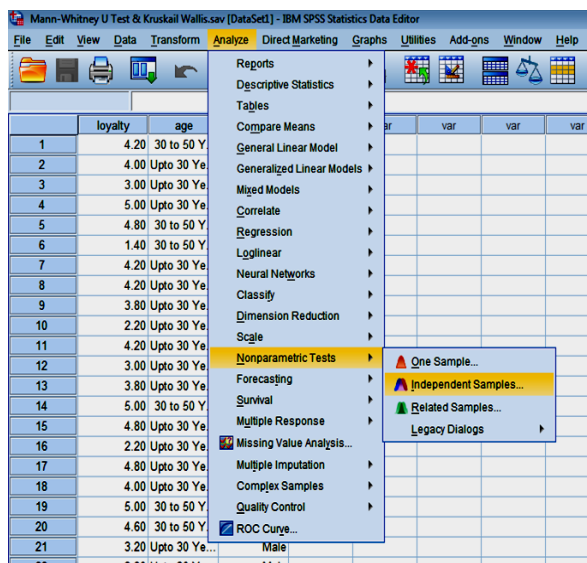 Mann-Whitney U Test & Kruskail Wallis.sav [DataSet1] - IBM SPSS Statistics Data Editor
File Edit View Data Transform Analyze Direct Marketing Graphs Utilities Add-ons Window Help
Reports
Descriptive Statistics
Tables
Compare Means
General Linear Model
Generalized Linear Models
Mixed Models
Correlate
Regression
Loglinear
Neural Networks
Classify
Dimension Reduction
Scale
Nonparametric Tests
Forecasting
Survival
Multiple Response
Missing Value Analysis...
Multiple Imputation
Complex Samples
Quality Control
ROC Curve...
One Sample...
Independent Samples...
Related Samples...
Legacy Dialogs
loyalty age var var var
1 4.20 30 to 50 Y
2 4.00 Upto 30 Ye
3 3.00 Upto 30 Ye
4 5.00 Upto 30 Ye
5 4.80 30 to 50 Y
6 1.40 30 to 50 Y
7 4.20 Upto 30 Ye
8 4.20 Upto 30 Ye
9 3.80 Upto 30 Ye
10 2.20 Upto 30 Ye
11 4.20 Upto 30 Ye
12 3.00 Upto 30 Ye
13 3.80 Upto 30 Ye
14 5.00 30 to 50 Y
15 4.80 Upto 30 Ye
16 2.20 Upto 30 Ye
17 4.80 Upto 30 Ye
18 4.00 Upto 30 Ye
19 5.00 30 to 50 Y
20 4.60 30 to 50 Y
21 3.20 Upto 30 Ye... Male